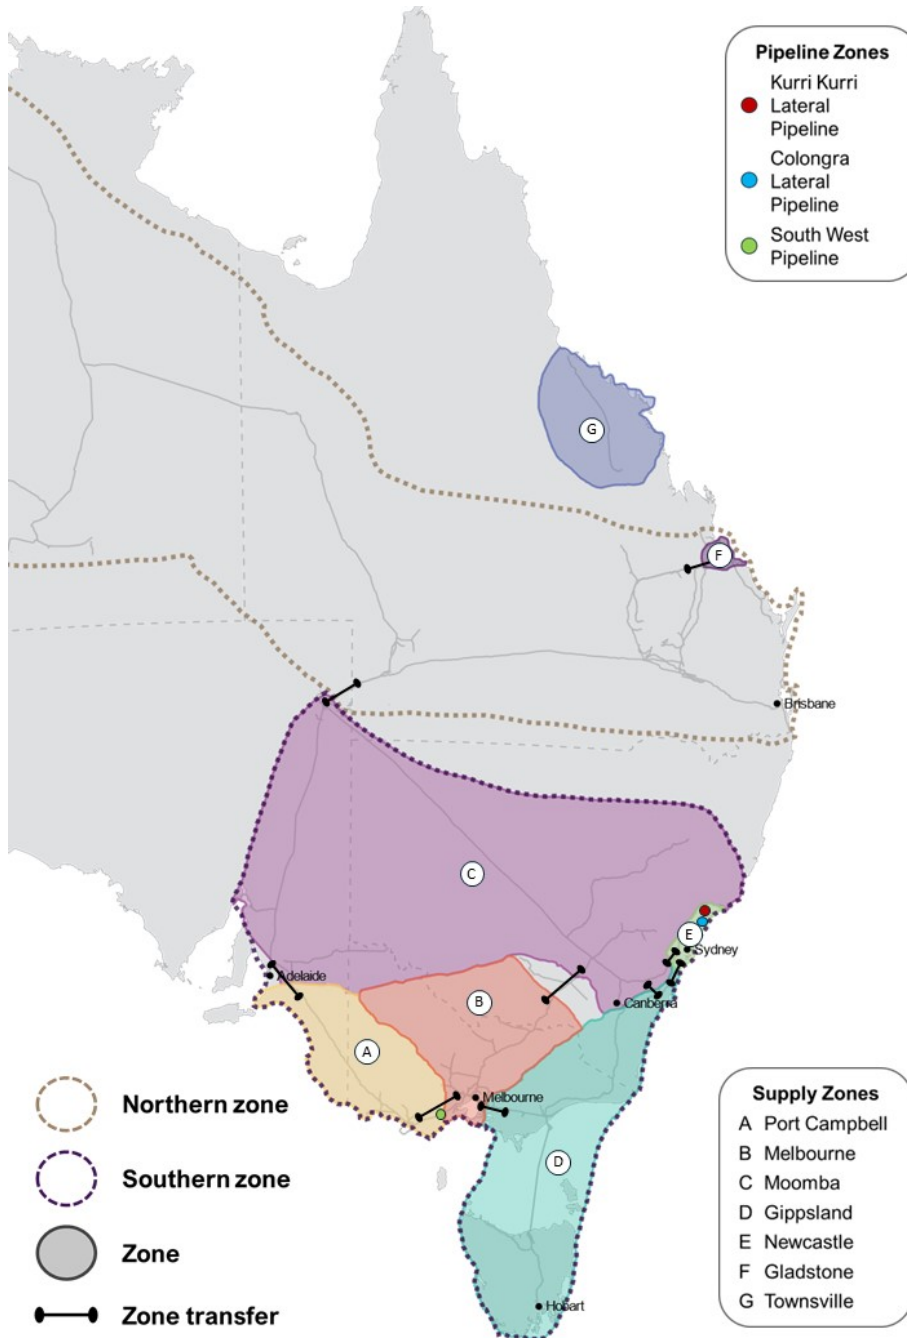 Pipeline Zones
Kurri Kurri
Lateral
Pipeline
Colongra
Lateral
Pipeline
South West
Pipeline
G
F
Brisbane
C
E
Sydney
Adelaide
B
Canberra
A
Melbourne
D
Hobart
Northern zone
Southern zone
Zone
Zone transfer
Supply Zones
A Port Campbell
B Melbourne
C Moomba
D Gippsland
E Newcastle
F Gladstone
G Townsville